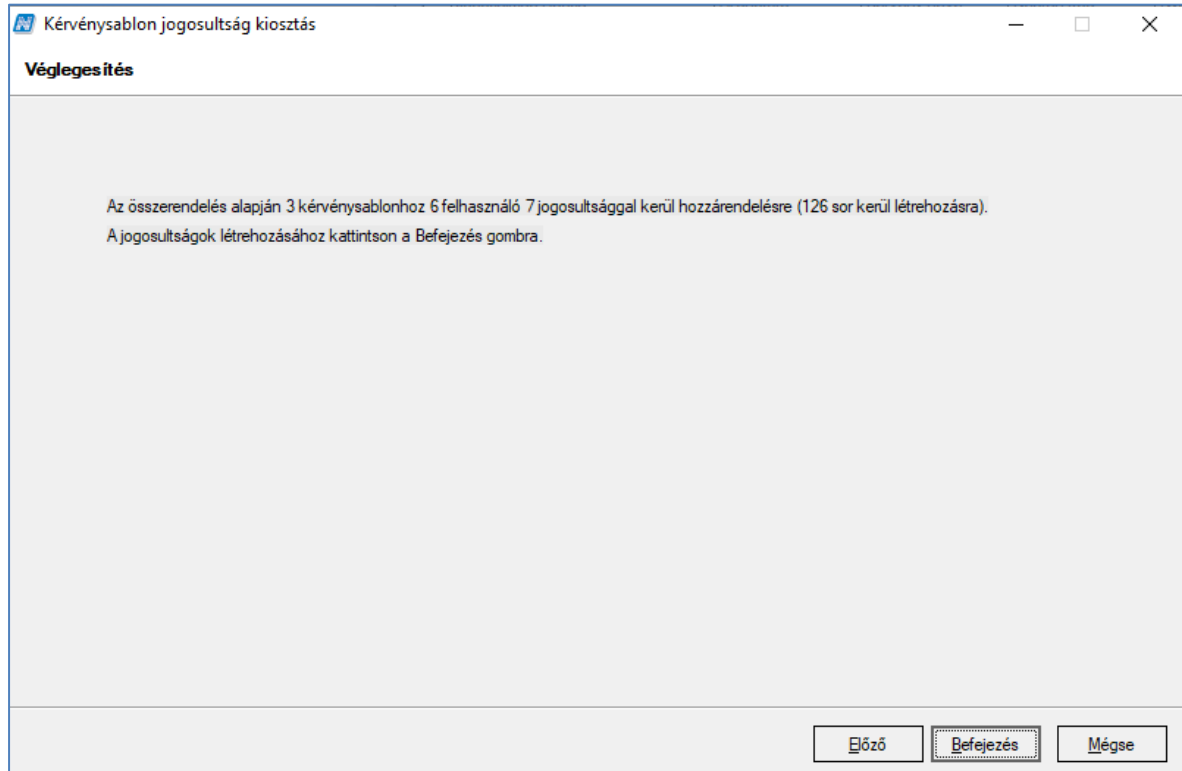 Kérvénysablon jogosultság kiosztás
Véglegesítés
Az összerendelés alapján 3 kérvénysablonhoz 6 felhasználó 7 jogosultsággal kerül hozzárendelésre (126 sor kerül létrehozásra).
A jogosultságok létrehozásához kattintson a Befejezés gombra.
Előző
Befejezés
Mégse